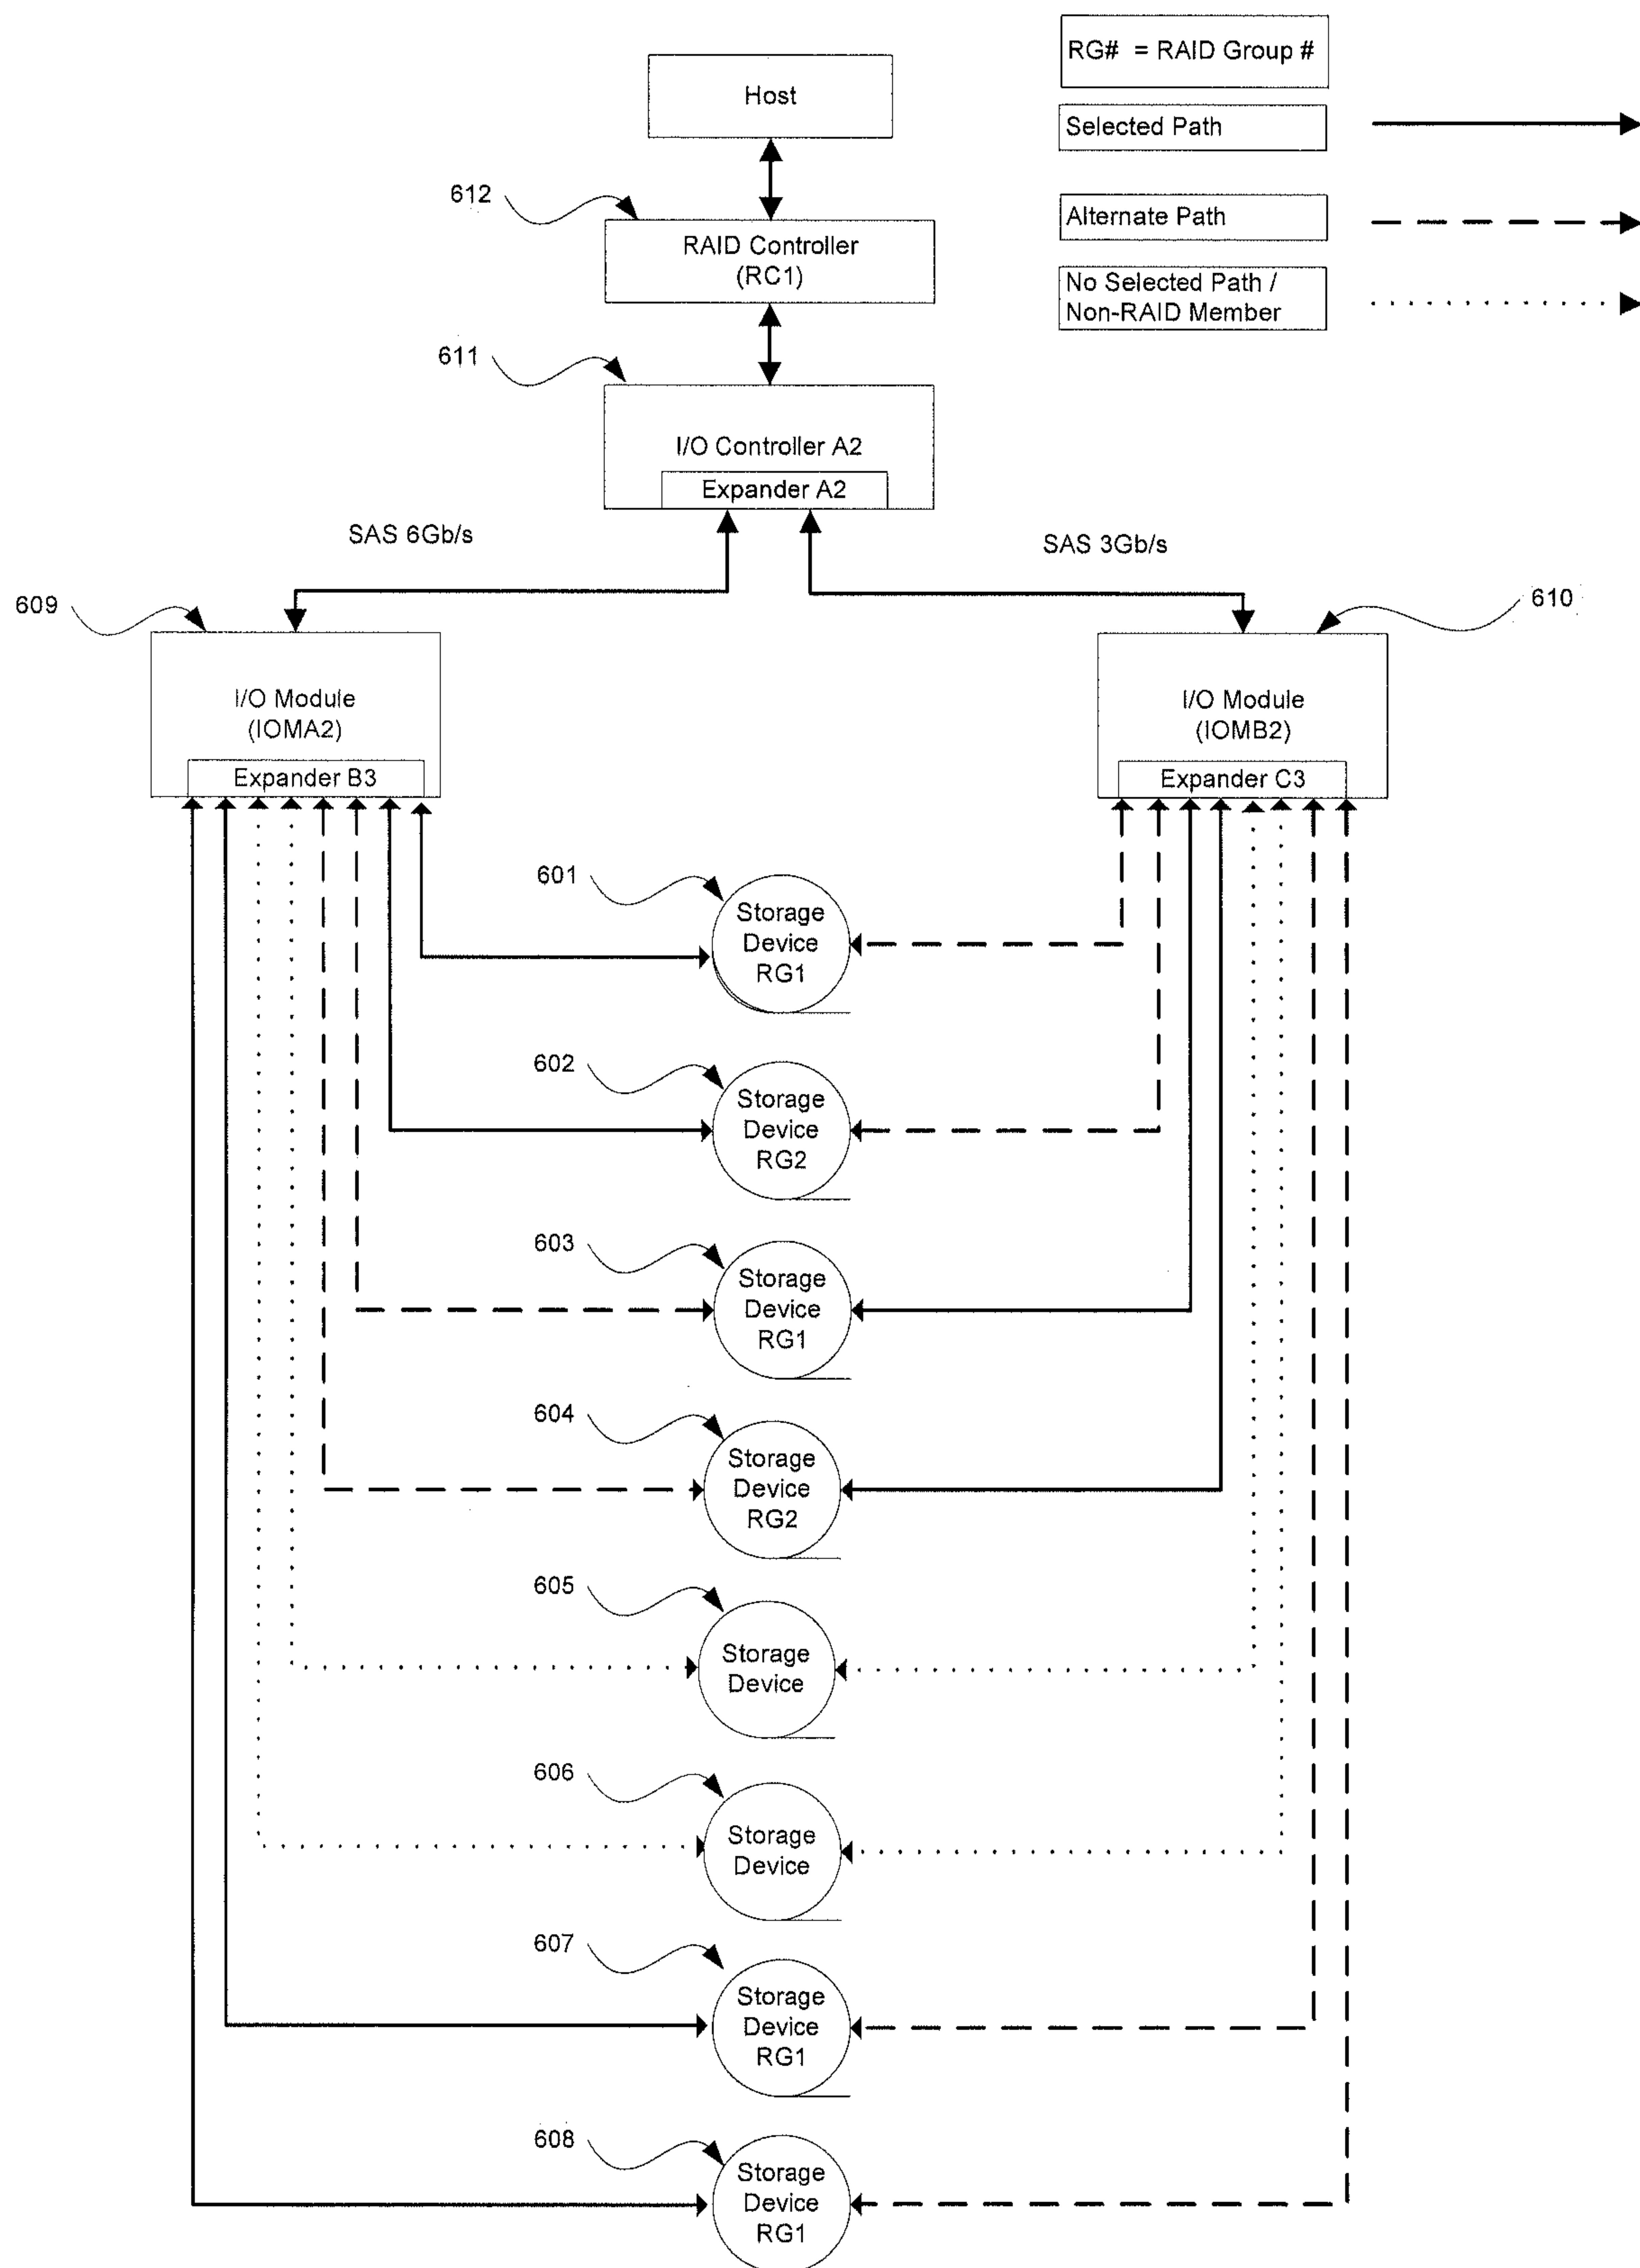 RG# = RAID Group #
Host
Selected Path
612
Alternate Path
RAID Controller
(RC1)
No Selected Path /
Non-RAID Member
611
I/O Controller A2
Expander A2
SAS 6Gb/s
SAS 3Gb/s
609
610
I/O Module
(IOMA2)
Expander B3
I/O Module
(IOMB2)
Expander C3
601
Storage
Device
RG1
602
Storage
Device
RG2
603
Storage
Device
RG1
604
Storage
Device
RG2
605
Storage
Device
606
Storage
Device
607
Storage
Device
RG1
608
Storage
Device
RG1